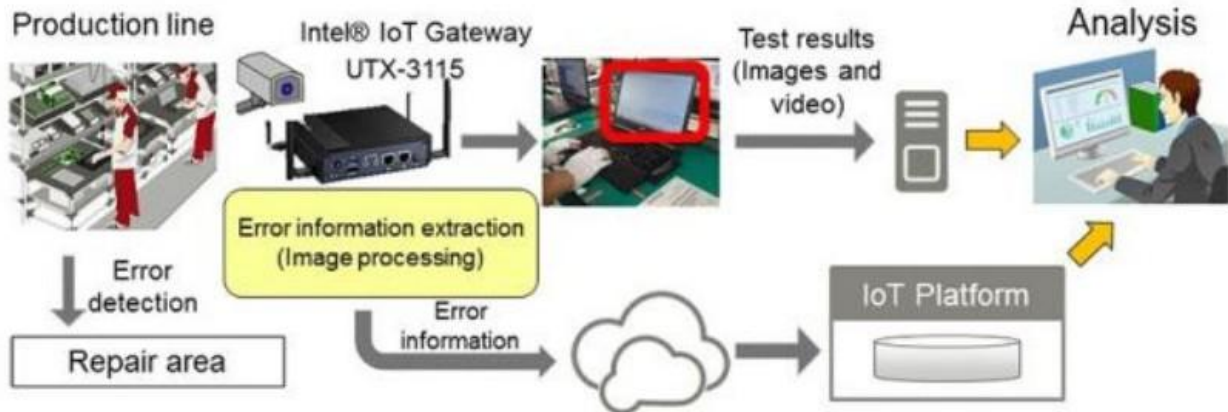 Production line
Intel® IoT Gateway
UTX-3115
Test results
(Images and
video)
Analysis
Error information extraction
(Image processing)
Error
detection
Repair area
Error
information
IoT Platform